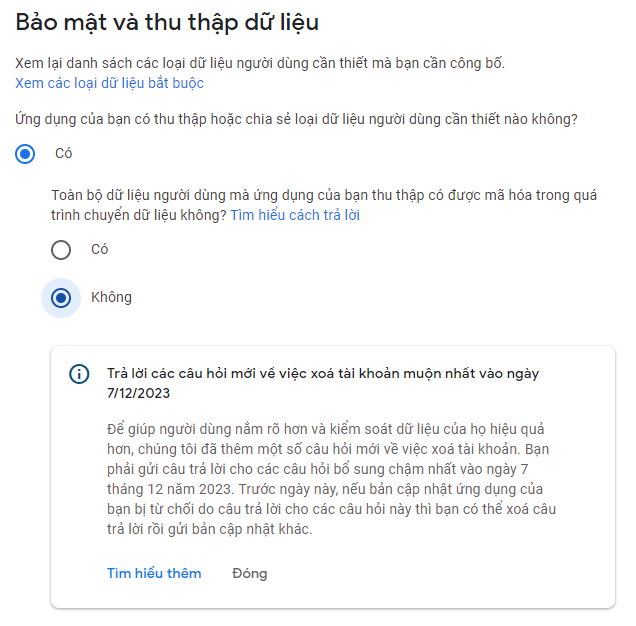 Bảo mật và thu thập dữ liệu
Xem lại danh sách các loại dữ liệu người dùng cần thiết mà bạn cần công bố.
Xem các loại dữ liệu bắt buộc
Ứng dụng của bạn có thu thập hoặc chia sẻ loại dữ liệu người dùng cần thiết nào không?
Có
Toàn bộ dữ liệu người dùng mà ứng dụng của bạn thu thập có được mã hóa trong quá
trình chuyển dữ liệu không? Tìm hiểu cách trả lời
Có
Không
Trả lời các câu hỏi mới về việc xoá tài khoản muộn nhất vào ngày
7/12/2023
Để giúp người dùng nắm rõ hơn và kiểm soát dữ liệu của họ hiệu quả
hơn, chúng tôi đã thêm một số câu hỏi mới về việc xoá tài khoản. Bạn
phải gửi câu trả lời cho các câu hỏi bổ sung chậm nhất vào ngày 7
tháng 12 năm 2023. Trước ngày này, nếu bản cập nhật ứng dụng của
bạn bị từ chối do câu trả lời cho các câu hỏi này thì bạn có thể xoá câu
trả lời rồi gửi bản cập nhật khác.
Tìm hiểu thêm Đóng